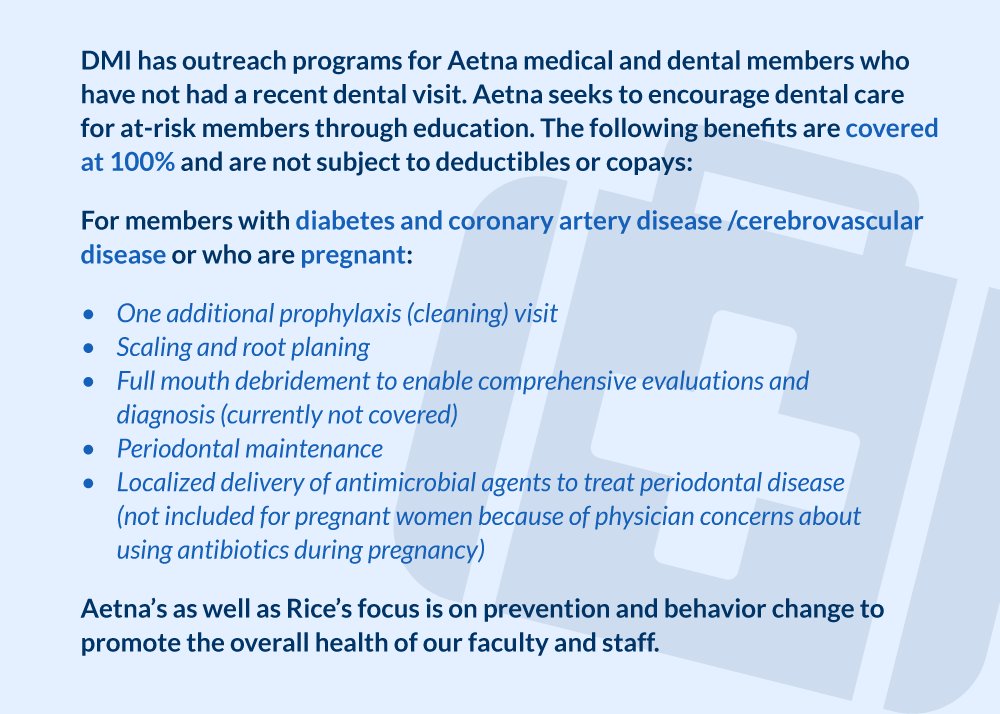 DMI has outreach programs for Aetna medical and dental members who
have not had a recent dental visit. Aetna seeks to encourage dental care
for at-risk members through education. The following benefits are covered
at 100% and are not subject to deductibles or copays:
For members with diabetes and coronary artery disease /cerebrovascular
disease or who are pregnant:
• One additional prophylaxis (cleaning) visit
• Scaling and root planing
• Full mouth debridement to enable comprehensive evaluations and
diagnosis (currently not covered)
• Periodontal maintenance
• Localized delivery of antimicrobial agents to treat periodontal disease
(not included for pregnant women because of physician concerns about
using antibiotics during pregnancy)
Aetna’s as well as Rice’s focus is on prevention and behavior change to
promote the overall health of our faculty and staff.